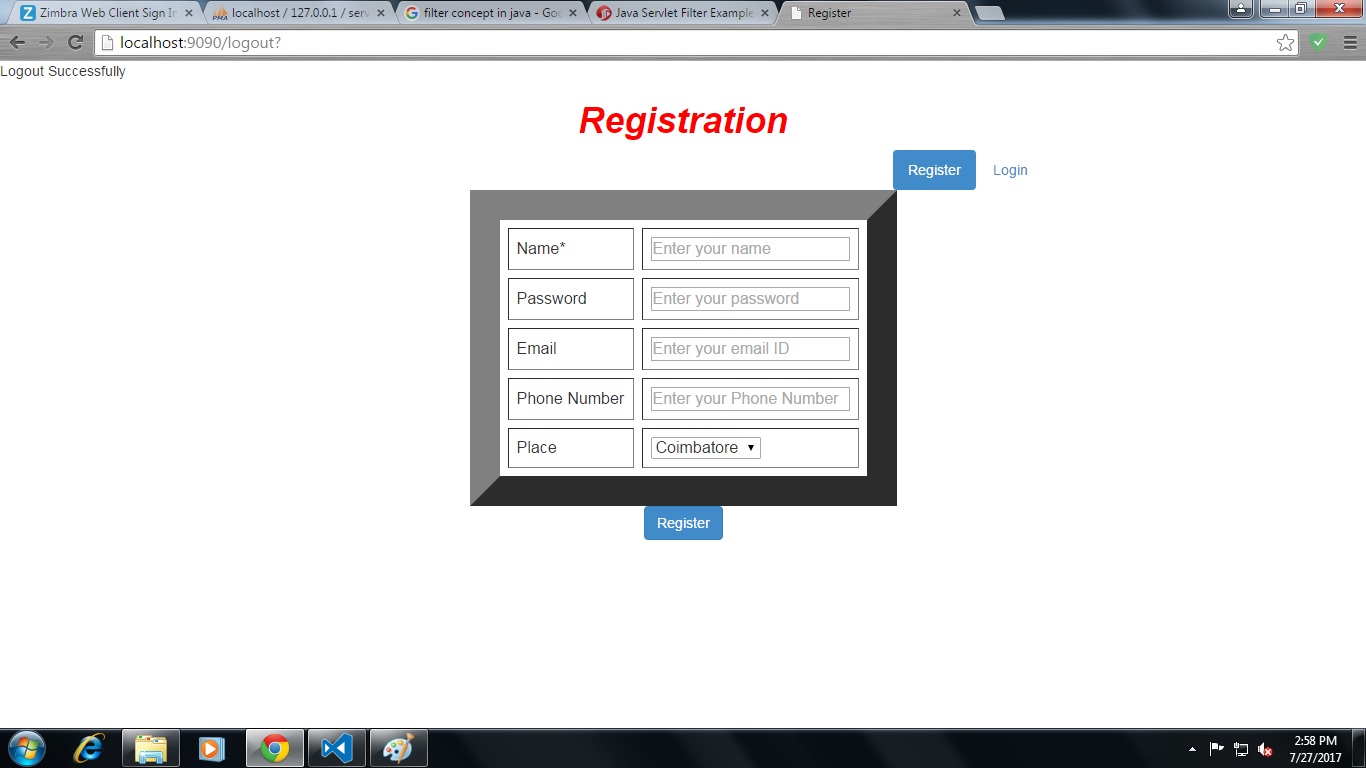 Zimbra Web Client Sign In
localhost / 127.0.0.1 / serv
filter concept in java - Goo
Java Servlet Filter Example
Register
localhost:9090/logout?
Logout Successfully
Registration
Register Login
Name* Enter your name
Password Enter your password
Email Enter your email ID
Phone Number Enter your Phone Number
Place Coimbatore
Register
2:58 PM
7/27/2017